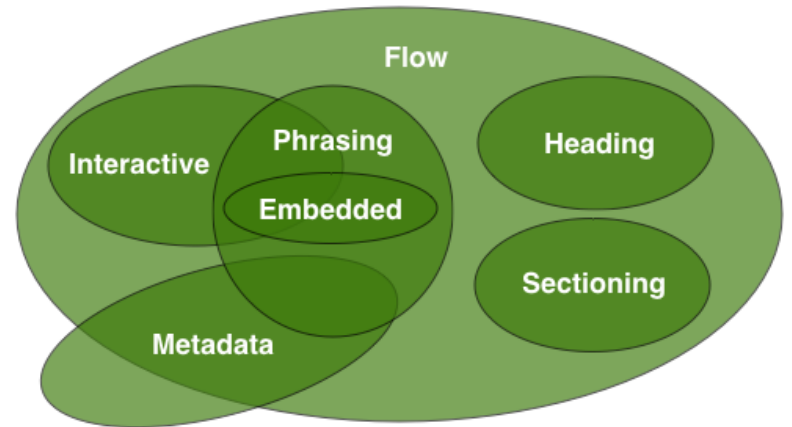 Flow
Phrasing
Heading
Interactive
Embedded
Sectioning
Metadata